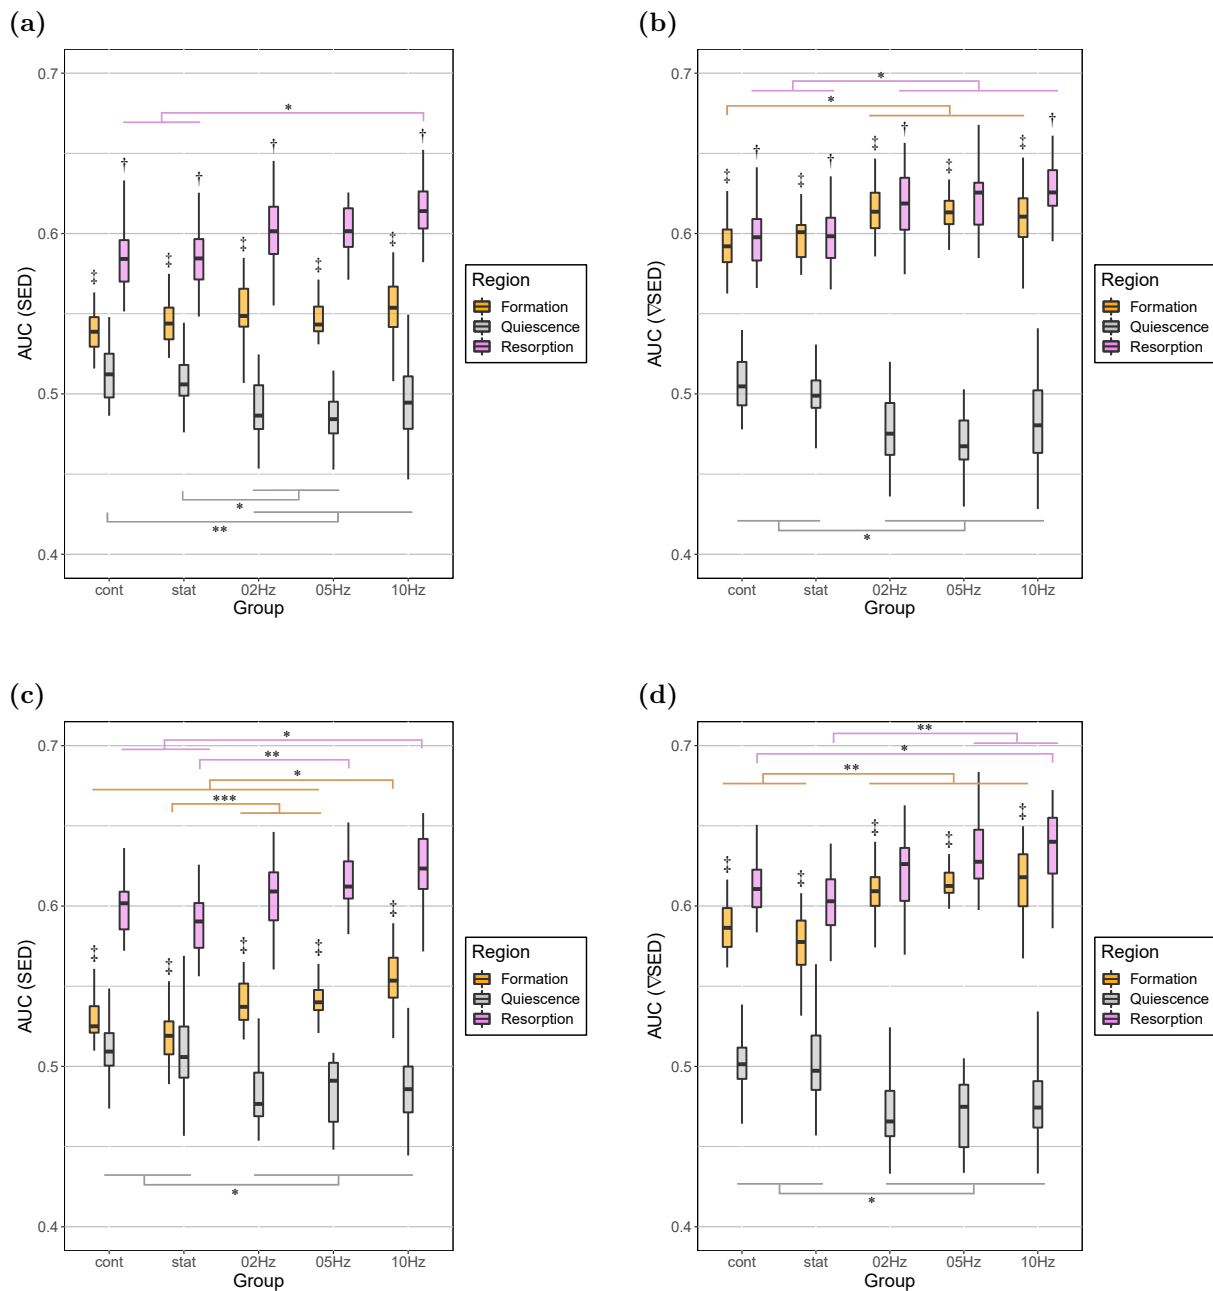 (a)
0.7
0.6
0.5
0.4
AUC (SED)
*
† † † †
‡ ‡ ‡ ‡ ‡
*
**
cont stat 02Hz 05Hz 10Hz
Group
Region
Formation
Quiescence
Resorption
(b)
0.7
0.6
0.5
0.4
AUC (∇SED)
*
*
† † † †
‡ ‡ ‡ ‡ ‡
*
cont stat 02Hz 05Hz 10Hz
Group
Region
Formation
Quiescence
Resorption
(c)
0.7
0.6
0.5
0.4
AUC (SED)
*
**
*
***
‡ ‡ ‡ ‡ ‡
*
cont stat 02Hz 05Hz 10Hz
Group
Region
Formation
Quiescence
Resorption
(d)
0.7
0.6
0.5
0.4
AUC (∇SED)
**
*
**
‡ ‡ ‡ ‡ ‡
*
cont stat 02Hz 05Hz 10Hz
Group
Region
Formation
Quiescence
Resorption